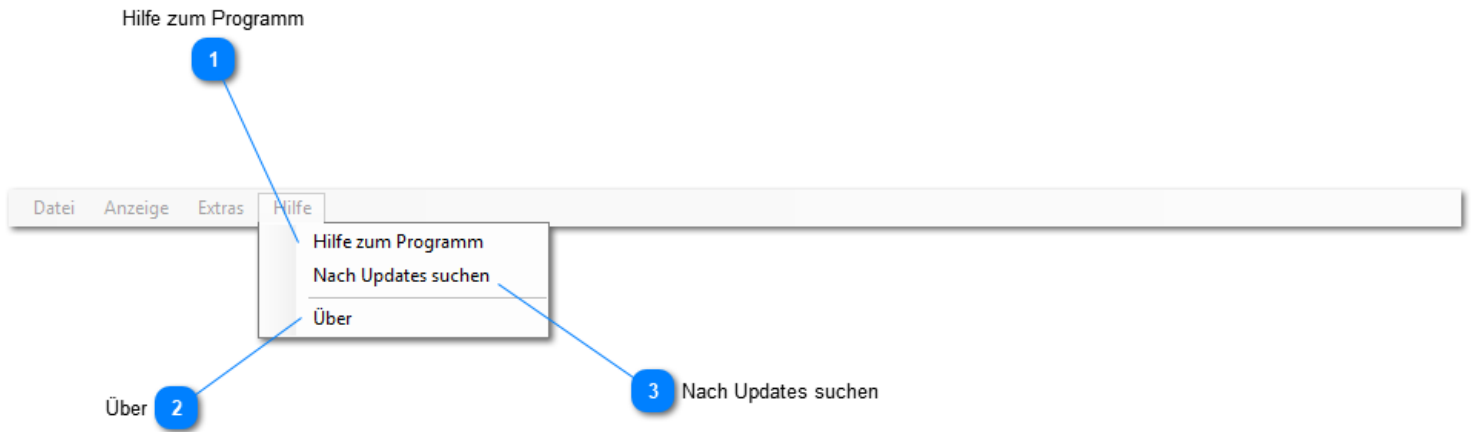 Hilfe zum Programm
1
Datei Anzeige Extras Hilfe
Hilfe zum Programm
Nach Updates suchen
Über
Über 2
3 Nach Updates suchen